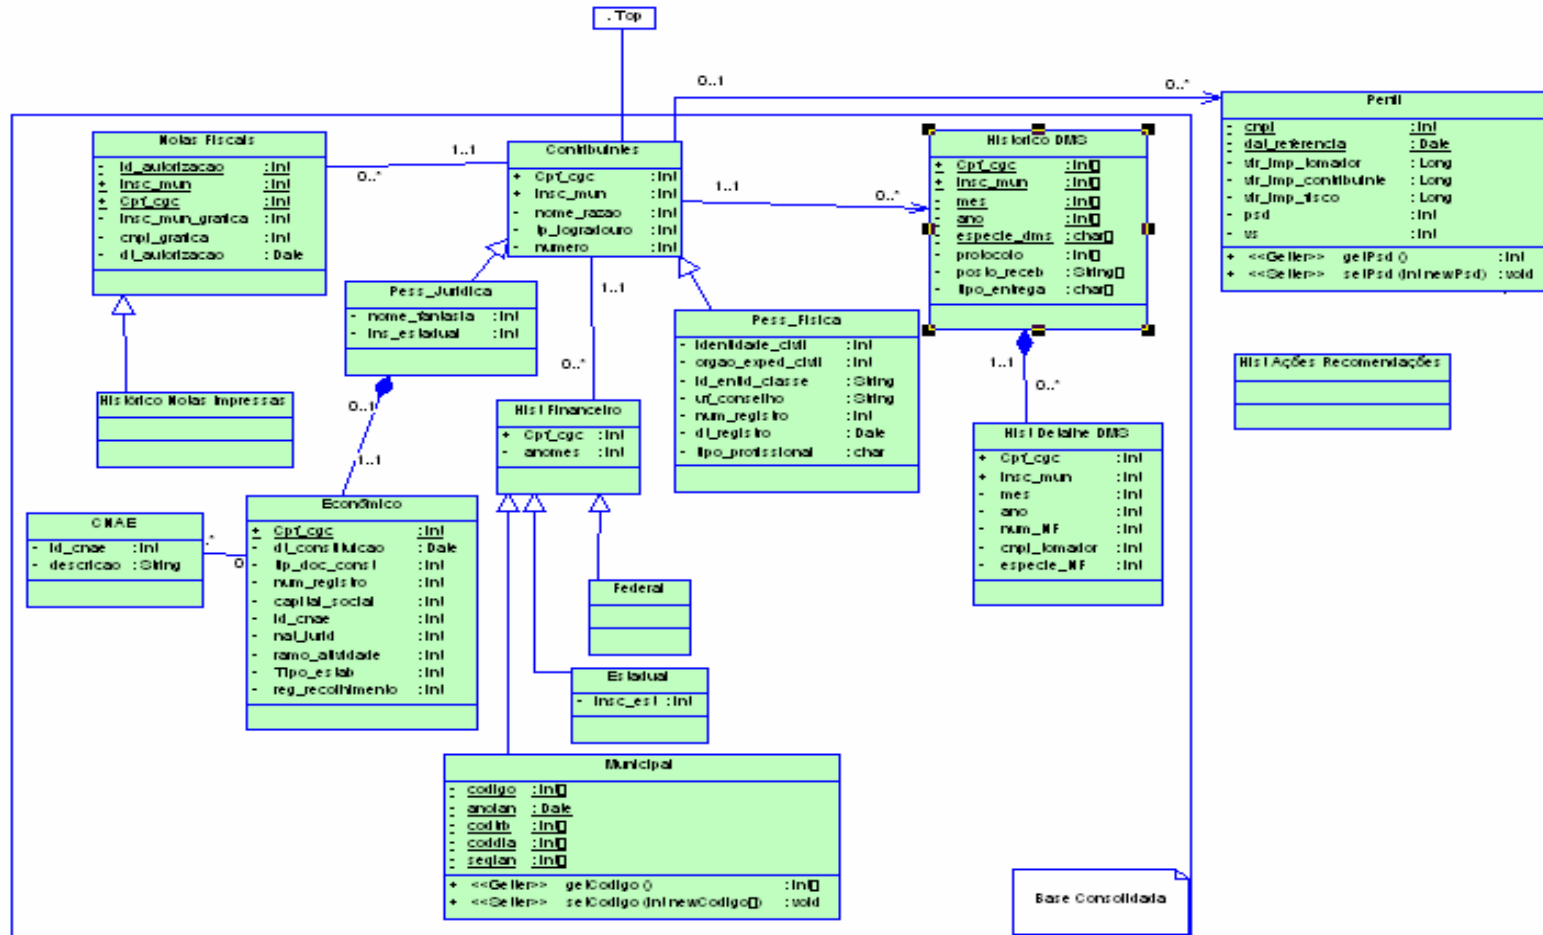 : Top
0..1
0..*
Notas Fiscais
- id_autorizacao : int
+ insc_mun : int
+ Cpf_cgc : int
- insc_mun_grafica : int
- cnpj_grafica : int
- dt_autorizacao : Date
1..1
0..*
Contribuintes
+ Cpf_cgc : int
+ insc_mun : int
- nome_razao : int
- tp_logradouro : int
- numero : int
1..1
0..*
Historico DMS
+ Cpf_cgc : int[]
+ insc_mun : int[]
- mes : int[]
- ano : int[]
- especie_dms : char[]
- protocolo : int[]
- posto_receb : String[]
- tipo_entrega : char[]
Perfil
- cnpj : int
- dat_referencia : Date
- vlr_imp_tomador : Long
- vlr_imp_contribuinte : Long
- vlr_imp_fisco : Long
- psd : int
- vs : int
+ <<Getter>> getPsd () : int
+ <<Setter>> setPsd (int newPsd) : void
Pess_Juridica
- nome_fantasia : int
- ins_estadual : int
1..1
0..*
Pess_Fisica
- identidade_civil : int
- orgao_exped_civil : int
- id_entid_classe : String
- uf_conselho : String
- num_registro : int
- dt_registro : Date
- tipo_profissional : char
1..1
0..*
Hist Ações Recomendações
Histórico Notas Impressas
0..1
1..1
Hist Financeiro
+ Cpf_cgc : int
- anomes : int
Hist Detalhe DMS
+ Cpf_cgc : int
+ insc_mun : int
- mes : int
- ano : int
- num_NF : int
- cnpj_tomador : int
- especie_NF : int
CNAE
- id_cnae : int
- descricao : String
.*
0
Econômico
+ Cpf_cgc : int
- dt_constituicao : Date
- tip_doc_const : int
- num_registro : int
- capital_social : int
- id_cnae : int
- nat_jurid : int
- ramo_atividade : int
- Tipo_estab : int
- reg_recolhimento : int
Federal
Estadual
- insc_est : int
Municipal
- codigo : int[]
- anolan : Date
- codtrb : int[]
- coddia : int[]
- seqlan : int[]
+ <<Getter>> getCodigo () : int[]
+ <<Setter>> setCodigo (int newCodigo[]) : void
Base Consolidada